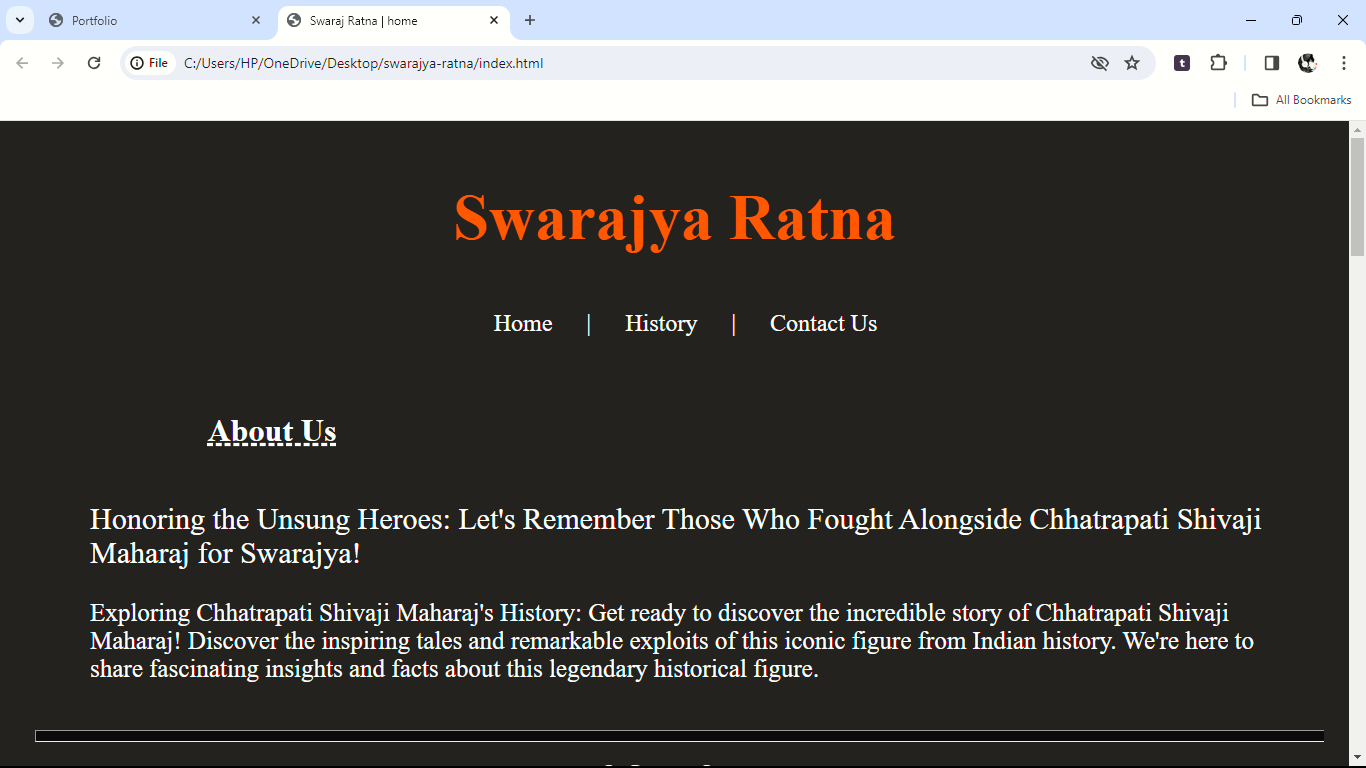 Portfolio
Swaraj Ratna | home
File C:/Users/HP/OneDrive/Desktop/swarajya-ratna/index.html
t
All Bookmarks
Swarajya Ratna
Home | History | Contact Us
About Us
Honoring the Unsung Heroes: Let's Remember Those Who Fought Alongside Chhatrapati Shivaji
Maharaj for Swarajya!
Exploring Chhatrapati Shivaji Maharaj's History: Get ready to discover the incredible story of Chhatrapati Shivaji
Maharaj! Discover the inspiring tales and remarkable exploits of this iconic figure from Indian history. We're here to
share fascinating insights and facts about this legendary historical figure.